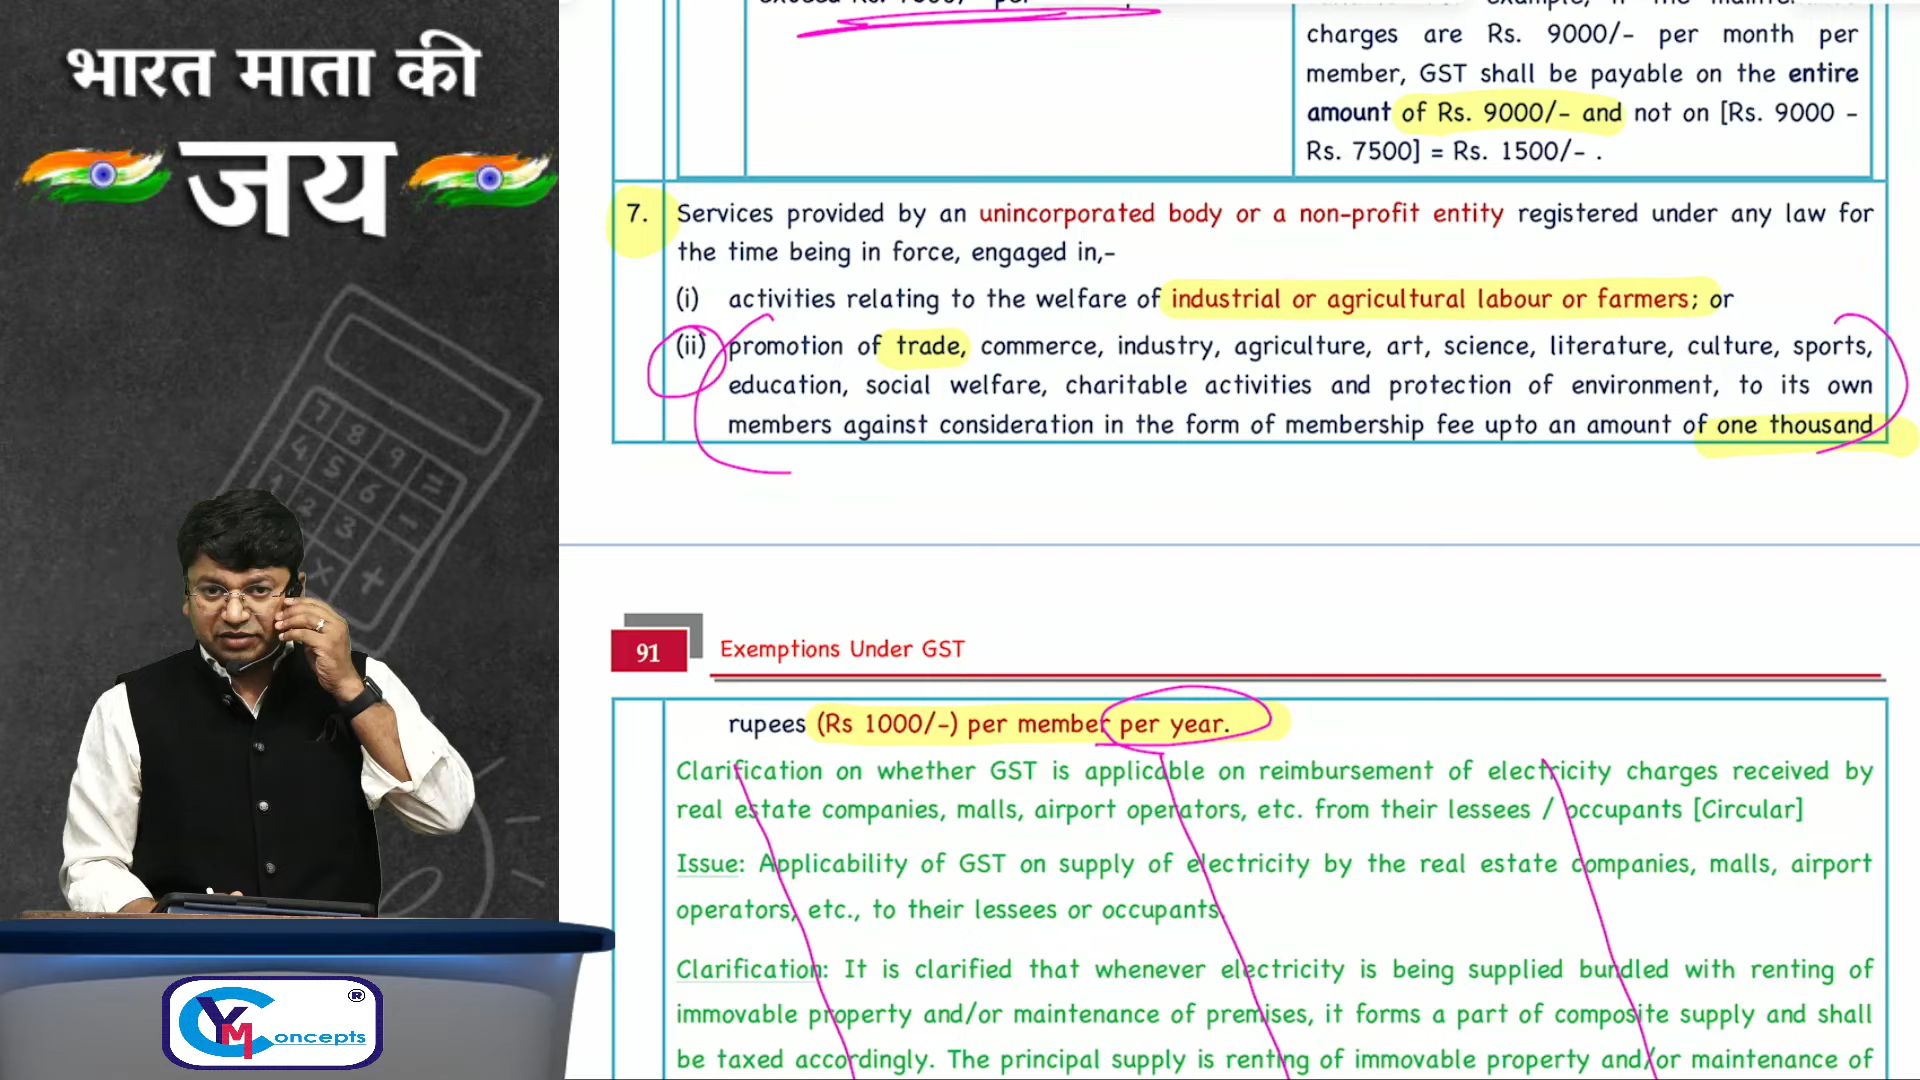 भारत माता की
जय
charges are Rs. 9000/- per month per
member, GST shall be payable on the entire
amount of Rs. 9000/- and not on [Rs. 9000 -
Rs. 7500] = Rs. 1500/- .
7. Services provided by an unincorporated body or a non-profit entity registered under any law for
the time being in force, engaged in,-
(i) activities relating to the welfare of industrial or agricultural labour or farmers; or
(ii) promotion of trade, commerce, industry, agriculture, art, science, literature, culture, sports,
education, social welfare, charitable activities and protection of environment, to its own
members against consideration in the form of membership fee upto an amount of one thousand
91 Exemptions Under GST
rupees (Rs 1000/-) per member per year.
Clarification on whether GST is applicable on reimbursement of electricity charges received by
real estate companies, malls, airport operators, etc. from their lessees / occupants [Circular]
Issue: Applicability of GST on supply of electricity by the real estate companies, malls, airport
operators, etc., to their lessees or occupants.
Clarification: It is clarified that whenever electricity is being supplied bundled with renting of
immovable property and/or maintenance of premises, it forms a part of composite supply and shall
be taxed accordingly. The principal supply is renting of immovable property and/or maintenance of
YM Concepts ®